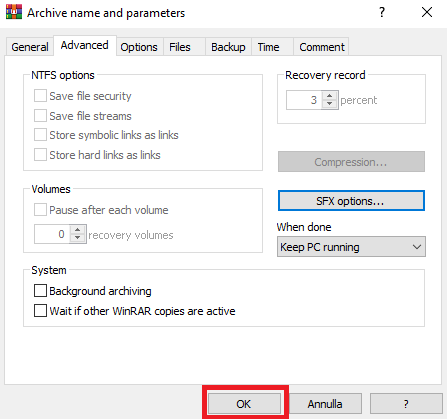 Archive name and parameters
General Advanced Options Files Backup Time Comment
NTFS options
Save file security
Save file streams
Store symbolic links as links
Store hard links as links
Recovery record
3 percent
Compression...
Volumes
Pause after each volume
0 recovery volumes
SFX options...
When done
Keep PC running
System
Background archiving
Wait if other WinRAR copies are active
OK Annulla ?